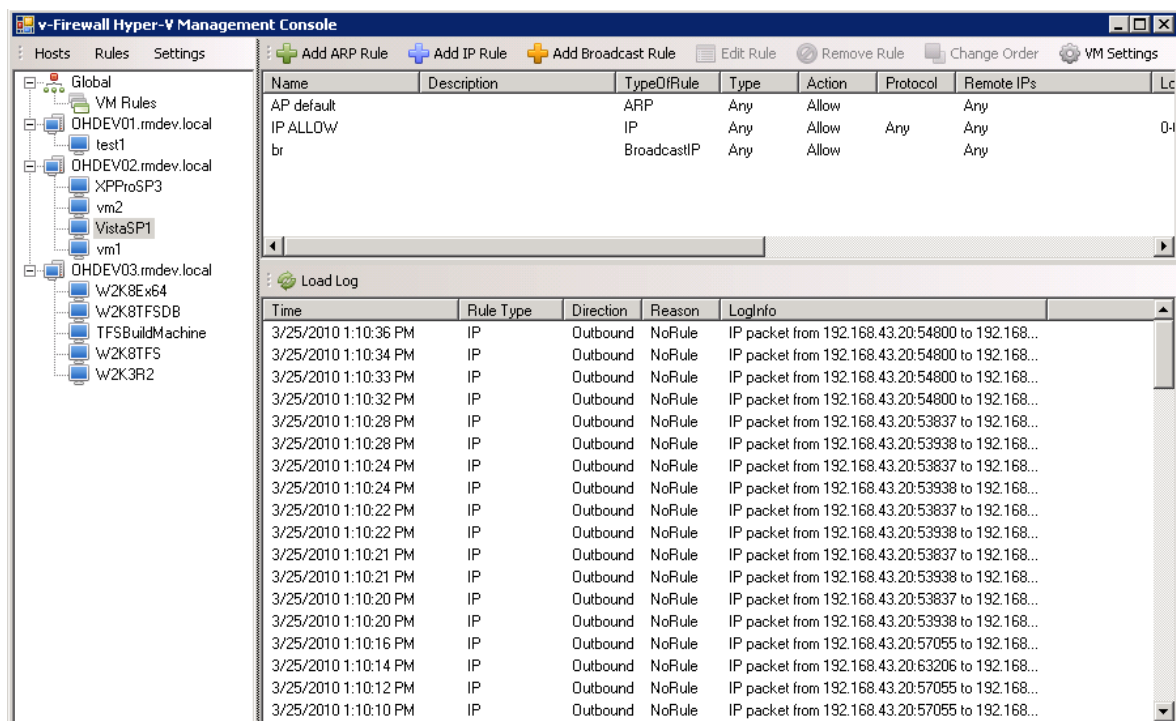 v-Firewall Hyper-V Management Console
Hosts Rules Settings
Add ARP Rule Add IP Rule Add Broadcast Rule Edit Rule Remove Rule Change Order VM Settings
Global
VM Rules
OHDEV01.rmdev.local
test1
OHDEV02.rmdev.local
XPProSP3
vm2
VistaSP1
vm1
OHDEV03.rmdev.local
W2K8Ex64
W2K8TFSDB
TFSBuildMachine
W2K8TFS
W2K3R2
Name Description TypeOfRule Type Action Protocol Remote IPs Lc
AP default ARP Any Allow Any
IP ALLOW IP Any Allow Any Any 0-
br BroadcastIP Any Allow Any
Load Log
Time Rule Type Direction Reason LogInfo
3/25/2010 1:10:36 PM IP Outbound NoRule IP packet from 192.168.43.20:54800 to 192.168...
3/25/2010 1:10:34 PM IP Outbound NoRule IP packet from 192.168.43.20:54800 to 192.168...
3/25/2010 1:10:33 PM IP Outbound NoRule IP packet from 192.168.43.20:54800 to 192.168...
3/25/2010 1:10:32 PM IP Outbound NoRule IP packet from 192.168.43.20:54800 to 192.168...
3/25/2010 1:10:28 PM IP Outbound NoRule IP packet from 192.168.43.20:53837 to 192.168...
3/25/2010 1:10:28 PM IP Outbound NoRule IP packet from 192.168.43.20:53938 to 192.168...
3/25/2010 1:10:24 PM IP Outbound NoRule IP packet from 192.168.43.20:53837 to 192.168...
3/25/2010 1:10:24 PM IP Outbound NoRule IP packet from 192.168.43.20:53938 to 192.168...
3/25/2010 1:10:22 PM IP Outbound NoRule IP packet from 192.168.43.20:53837 to 192.168...
3/25/2010 1:10:22 PM IP Outbound NoRule IP packet from 192.168.43.20:53938 to 192.168...
3/25/2010 1:10:21 PM IP Outbound NoRule IP packet from 192.168.43.20:53837 to 192.168...
3/25/2010 1:10:21 PM IP Outbound NoRule IP packet from 192.168.43.20:53938 to 192.168...
3/25/2010 1:10:20 PM IP Outbound NoRule IP packet from 192.168.43.20:53837 to 192.168...
3/25/2010 1:10:20 PM IP Outbound NoRule IP packet from 192.168.43.20:53938 to 192.168...
3/25/2010 1:10:16 PM IP Outbound NoRule IP packet from 192.168.43.20:57055 to 192.168...
3/25/2010 1:10:14 PM IP Outbound NoRule IP packet from 192.168.43.20:63206 to 192.168...
3/25/2010 1:10:12 PM IP Outbound NoRule IP packet from 192.168.43.20:57055 to 192.168...
3/25/2010 1:10:10 PM IP Outbound NoRule IP packet from 192.168.43.20:57055 to 192.168...